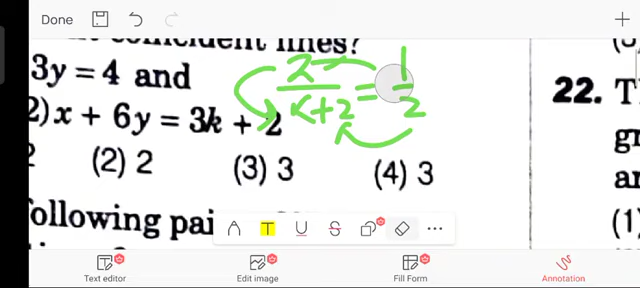 Done
coincident lines?
3y = 4 and
2) x + 6y = 3k + 2
2 (2) 2 (3) 3 (4) 3
following pai
2 / k+2 = 1 / 2
22. T
gr
ar
(1)
A T U S
Text editor Edit image Fill Form Annotation